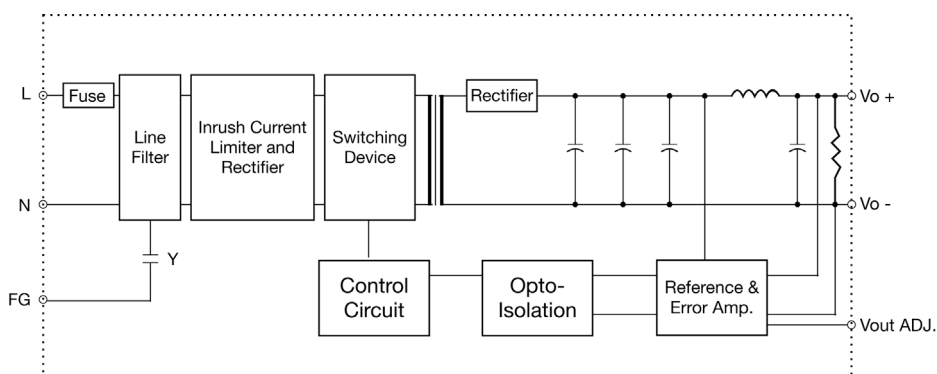 L
Fuse
Line
Filter
Inrush Current
Limiter and
Rectifier
Switching
Device
Rectifier
Vo +
N
Vo -
Y
FG
Control
Circuit
Opto-
Isolation
Reference &
Error Amp.
Vout ADJ.